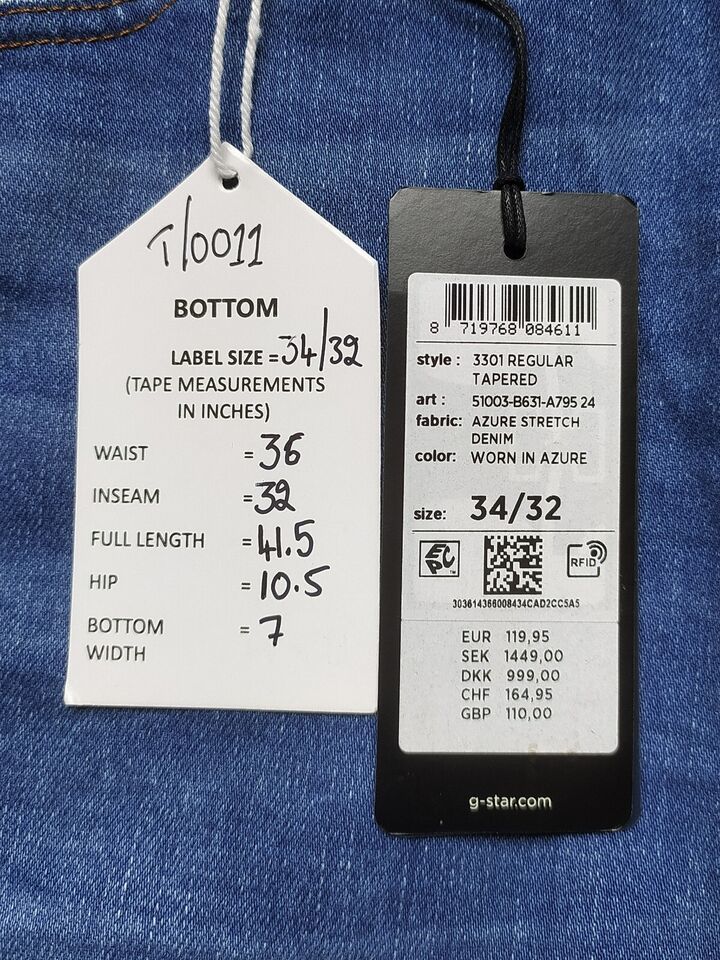 T/0011
BOTTOM
LABEL SIZE = 34/32
(TAPE MEASUREMENTS
IN INCHES)
WAIST = 36
INSEAM = 32
FULL LENGTH = 41.5
HIP = 10.5
BOTTOM = 7
WIDTH
8 719768 084611
style : 3301 REGULAR
TAPERED
art : 51003-B631-A795 24
fabric: AZURE STRETCH
DENIM
color: WORN IN AZURE
size: 34/32
EPC™
RFID
303614366008434CAD2CC5A5
EUR 119,95
SEK 1449,00
DKK 999,00
CHF 164,95
GBP 110,00
g-star.com